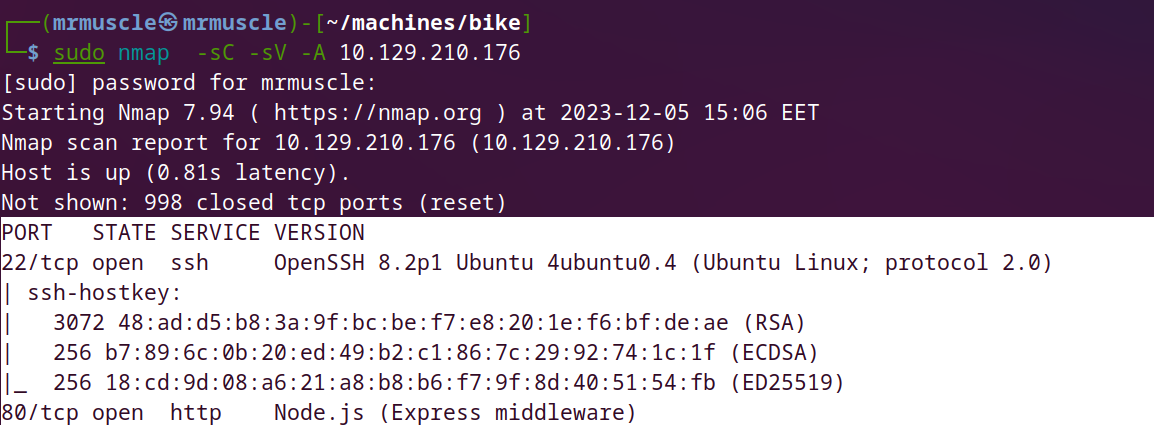 ┌──(mrmuscle㉿mrmuscle)-[~/machines/bike]
└─$ sudo nmap  -sC -sV -A 10.129.210.176
[sudo] password for mrmuscle:
Starting Nmap 7.94 ( https://nmap.org ) at 2023-12-05 15:06 EET
Nmap scan report for 10.129.210.176 (10.129.210.176)
Host is up (0.81s latency).
Not shown: 998 closed tcp ports (reset)
PORT   STATE SERVICE VERSION
22/tcp open  ssh     OpenSSH 8.2p1 Ubuntu 4ubuntu0.4 (Ubuntu Linux; protocol 2.0)
| ssh-hostkey:
|   3072 48:ad:d5:b8:3a:9f:bc:be:f7:e8:20:1e:f6:bf:de:ae (RSA)
|   256 b7:89:6c:0b:20:ed:49:b2:c1:86:7c:29:92:74:1c:1f (ECDSA)
|_  256 18:cd:9d:08:a6:21:a8:b8:b6:f7:9f:8d:40:51:54:fb (ED25519)
80/tcp open  http    Node.js (Express middleware)